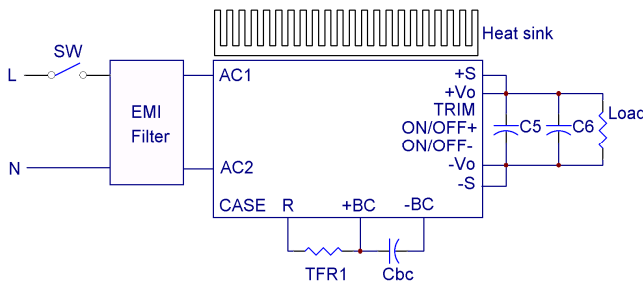 Heat sink
SW
L
AC1
+S
+Vo
EMI
Filter
TRIM
ON/OFF+
ON/OFF-
C5
C6
Load
N
AC2
-Vo
-S
CASE
R
+BC
-BC
TFR1
Cbc